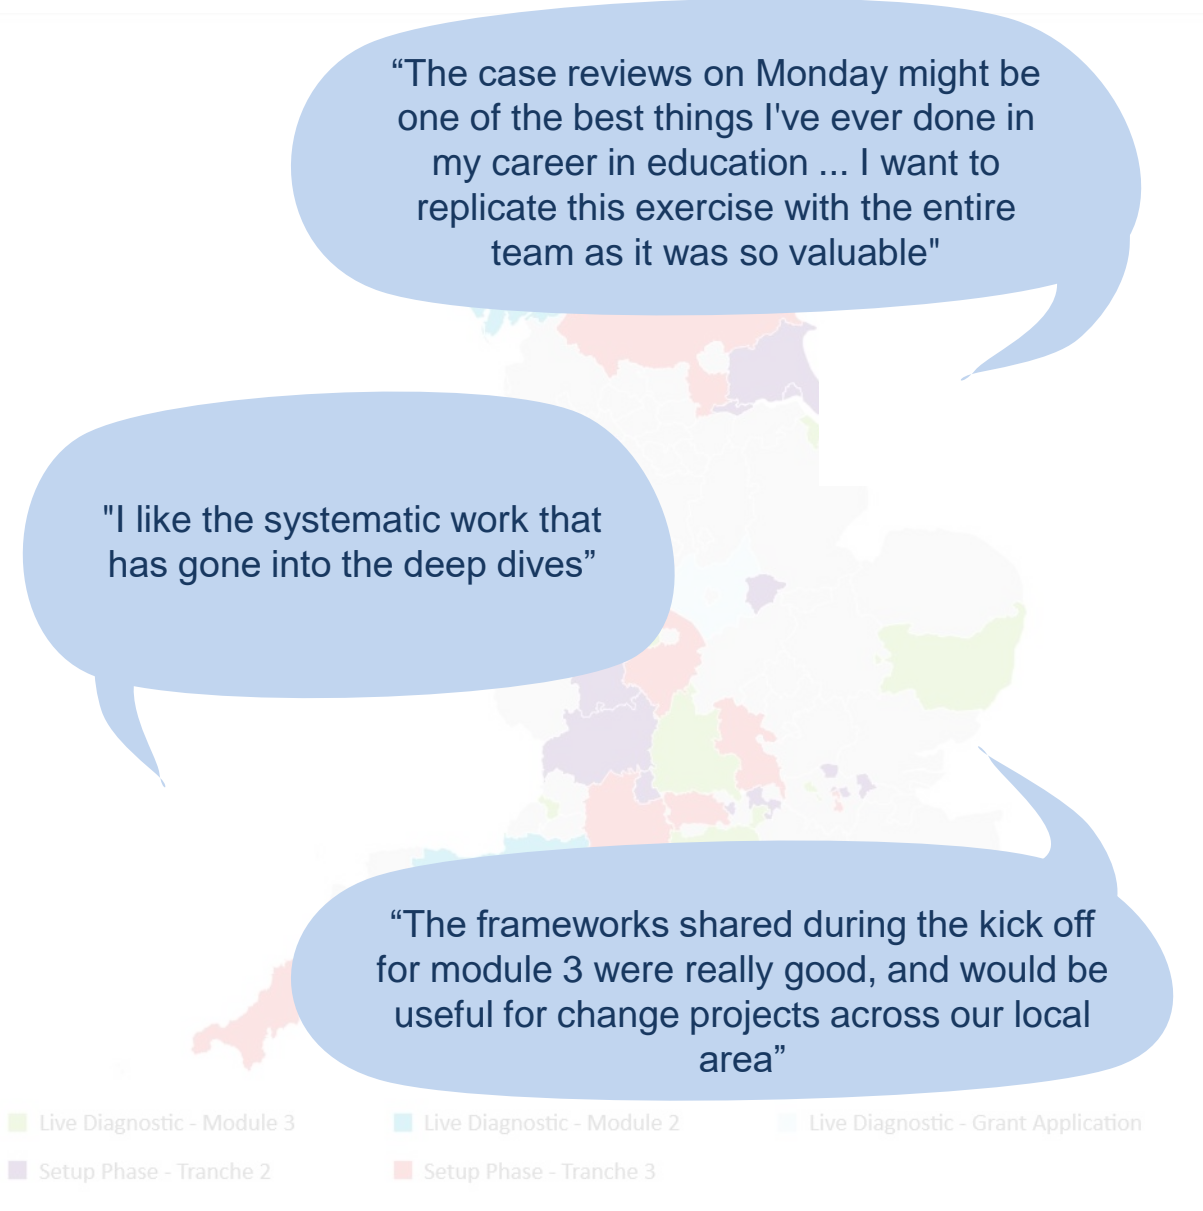 “The case reviews on Monday might be
one of the best things I've ever done in
my career in education ... I want to
replicate this exercise with the entire
team as it was so valuable"
"I like the systematic work that
has gone into the deep dives”
“The frameworks shared during the kick off
for module 3 were really good, and would be
useful for change projects across our local
area”
Live Diagnostic - Module 3
Live Diagnostic - Module 2
Live Diagnostic - Grant Application
Setup Phase - Tranche 2
Setup Phase - Tranche 3